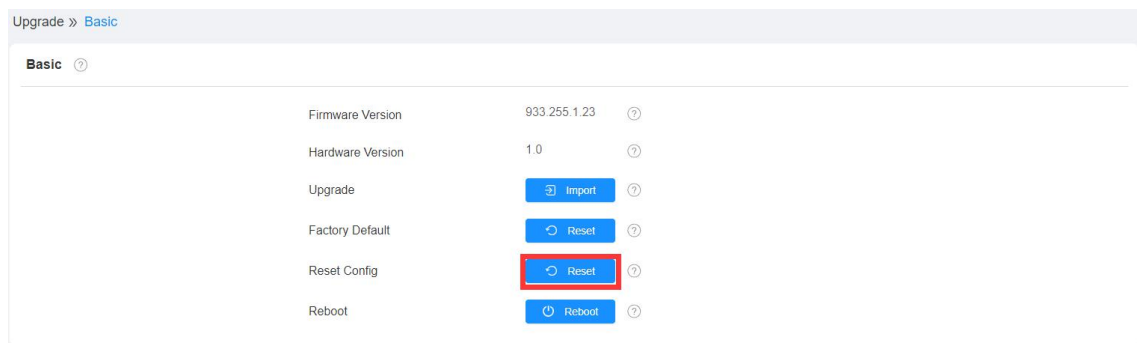 Upgrade » Basic
Basic ?
Firmware Version 933.255.1.23 ?
Hardware Version 1.0 ?
Upgrade Import ?
Factory Default Reset ?
Reset Config Reset ?
Reboot Reboot ?